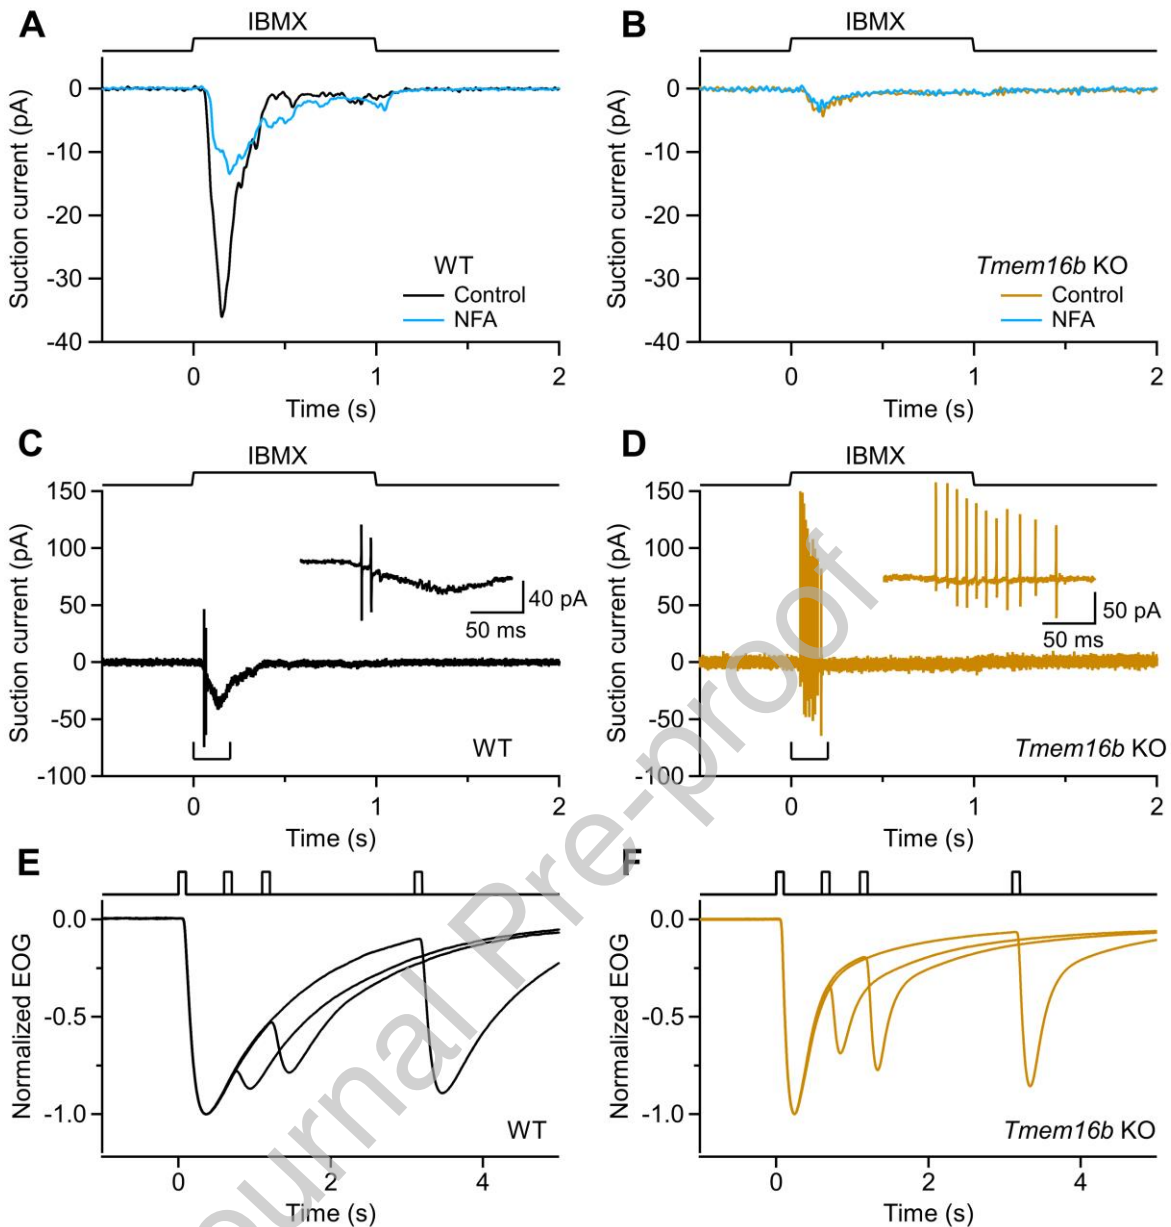 A
IBMX
Suction current (pA)
0
-10
-20
-30
-40
WT
Control
NFA
0 1 2
Time (s)
B
IBMX
Suction current (pA)
0
-10
-20
-30
-40
Tmem16b KO
Control
NFA
0 1 2
Time (s)
C
IBMX
Suction current (pA)
150
100
50
0
-50
-100
40 pA
50 ms
WT
0 1 2
Time (s)
D
IBMX
Suction current (pA)
150
100
50
0
-50
-100
50 pA
50 ms
Tmem16b KO
0 1 2
Time (s)
E
Normalized EOG
0.0
-0.5
-1.0
WT
0 2 4
Time (s)
F
Normalized EOG
0.0
-0.5
-1.0
Tmem16b KO
0 2 4
Time (s)
ournal Pre-proof